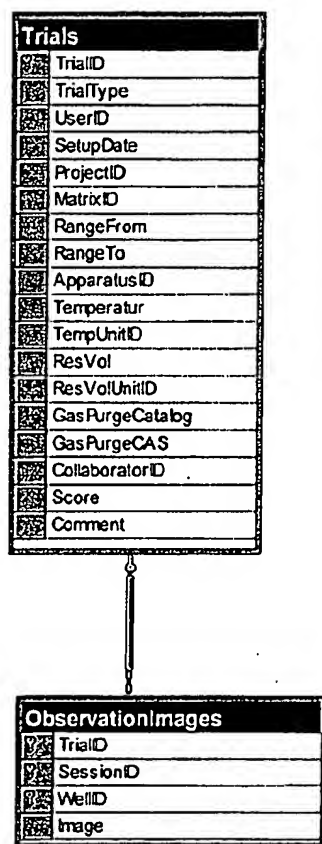 Trials
TrialID
TrialType
UserID
SetupDate
ProjectID
MatrixID
RangeFrom
RangeTo
ApparatusID
Temperatur
TempUnitID
ResVol
ResVolUnitID
GasPurgeCatalog
GasPurgeCAS
CollaboratorID
Score
Comment
ObservationImages
TrialID
SessionID
WellID
Image